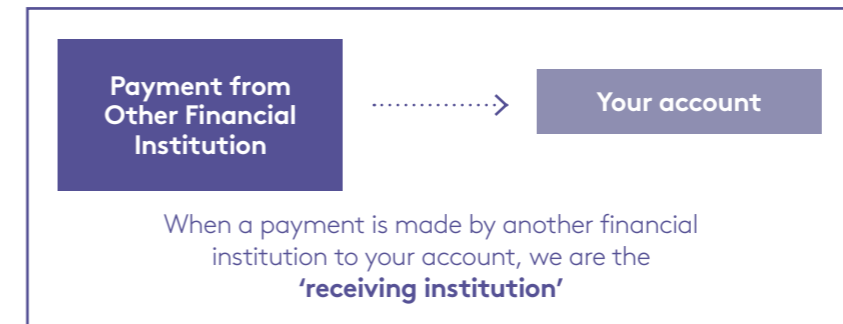 Payment from
Other Financial
Institution
Your account
When a payment is made by another financial
institution to your account, we are the
‘receiving institution’